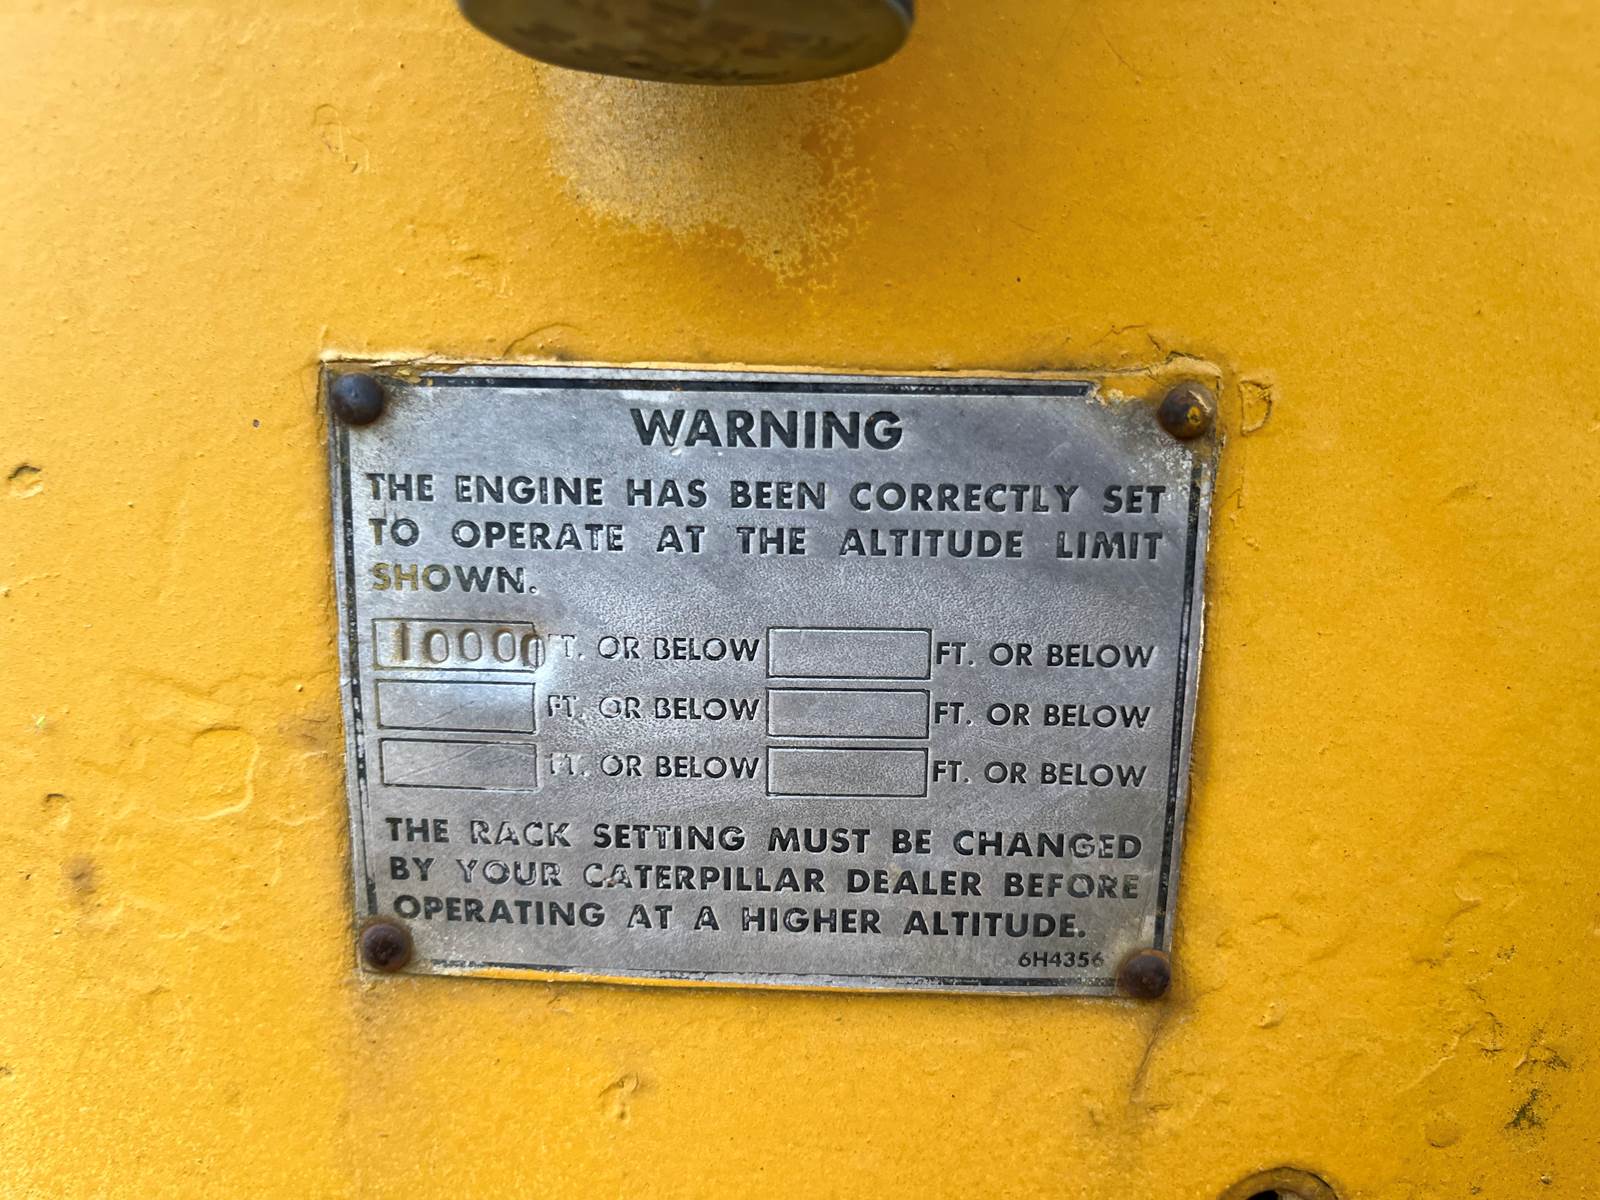 WARNING
THE ENGINE HAS BEEN CORRECTLY SET
TO OPERATE AT THE ALTITUDE LIMIT
SHOWN.
10000 FT. OR BELOW FT. OR BELOW
FT. OR BELOW FT. OR BELOW
FT. OR BELOW FT. OR BELOW
THE RACK SETTING MUST BE CHANGED
BY YOUR CATERPILLAR DEALER BEFORE
OPERATING AT A HIGHER ALTITUDE.
6H4356